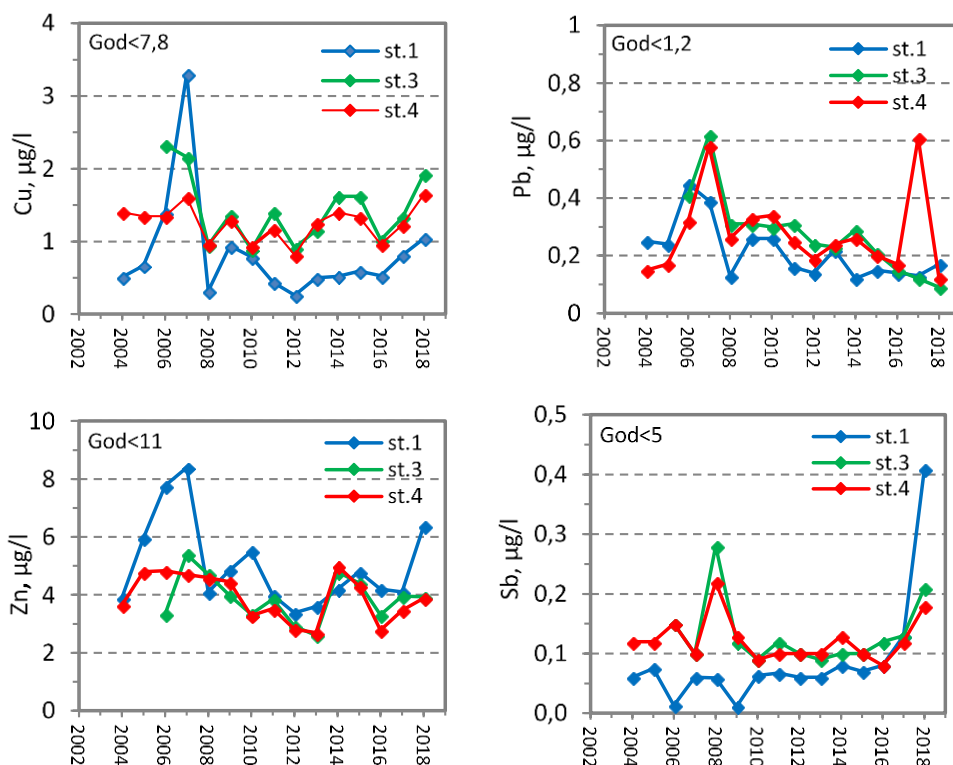 God<7,8
st.1
st.3
st.4
Cu, µg/l
4
3
2
1
0
2002
2004
2006
2008
2010
2012
2014
2016
2018
God<1,2
st.1
st.3
st.4
Pb, µg/l
1
0,8
0,6
0,4
0,2
0
2002
2004
2006
2008
2010
2012
2014
2016
2018
God<11
st.1
st.3
st.4
Zn, µg/l
10
8
6
4
2
0
2002
2004
2006
2008
2010
2012
2014
2016
2018
God<5
st.1
st.3
st.4
Sb, µg/l
0,5
0,4
0,3
0,2
0,1
0,0
2002
2004
2006
2008
2010
2012
2014
2016
2018